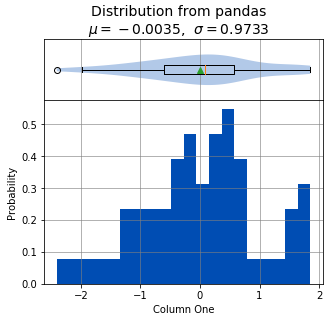 Distribution from pandas
μ = −0.0035, σ = 0.9733
0.5
0.4
0.3
0.2
0.1
0.0
Probability
−2 −1 0 1 2
Column One